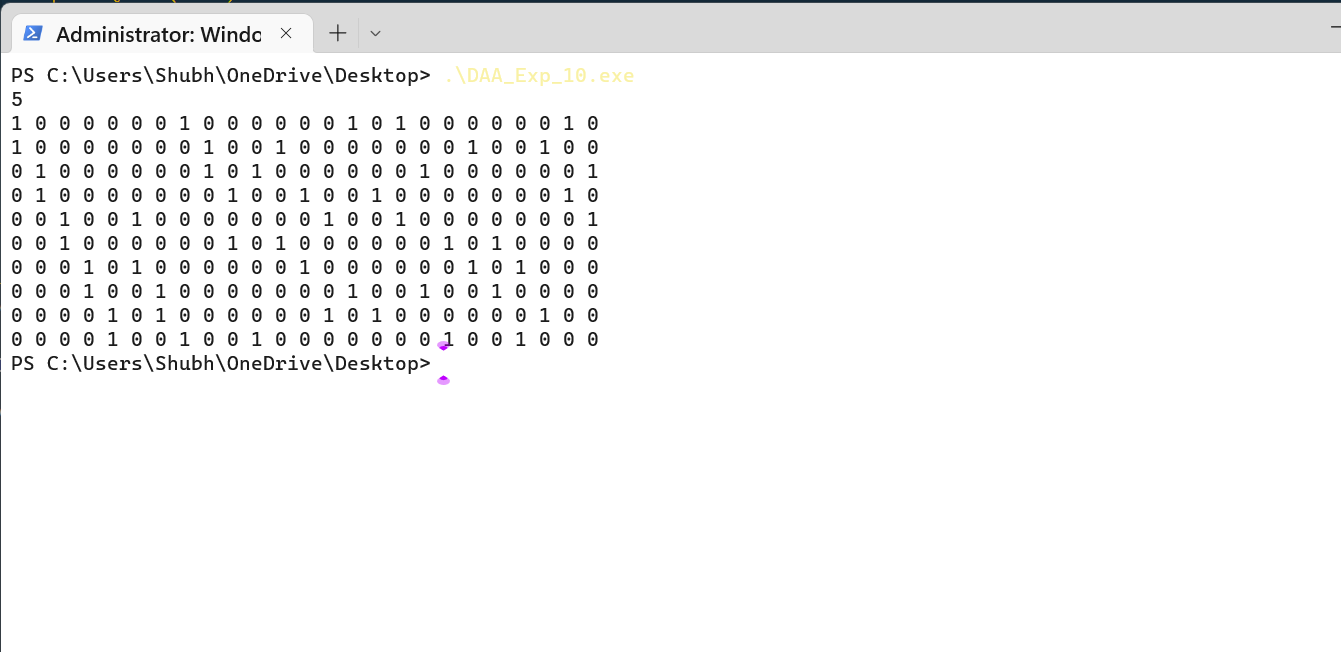 Administrator: Windo
PS C:\Users\Shubh\OneDrive\Desktop> .\DAA_Exp_10.exe
5
1 0 0 0 0 0 0 1 0 0 0 0 0 0 1 0 1 0 0 0 0 0 0 1 0
1 0 0 0 0 0 0 0 1 0 0 1 0 0 0 0 0 0 0 1 0 0 1 0 0
0 1 0 0 0 0 0 0 1 0 1 0 0 0 0 0 0 1 0 0 0 0 0 0 1
0 1 0 0 0 0 0 0 0 1 0 0 1 0 0 1 0 0 0 0 0 0 0 1 0
0 0 1 0 0 1 0 0 0 0 0 0 0 1 0 0 1 0 0 0 0 0 0 0 1
0 0 1 0 0 0 0 0 0 1 0 1 0 0 0 0 0 0 1 0 1 0 0 0 0
0 0 0 1 0 1 0 0 0 0 0 0 1 0 0 0 0 0 0 1 0 1 0 0 0
0 0 0 1 0 0 1 0 0 0 0 0 0 0 1 0 0 1 0 0 1 0 0 0 0
0 0 0 0 1 0 1 0 0 0 0 0 0 1 0 1 0 0 0 0 0 0 1 0 0
0 0 0 0 1 0 0 1 0 0 1 0 0 0 0 0 0 0 1 0 0 1 0 0 0
PS C:\Users\Shubh\OneDrive\Desktop>